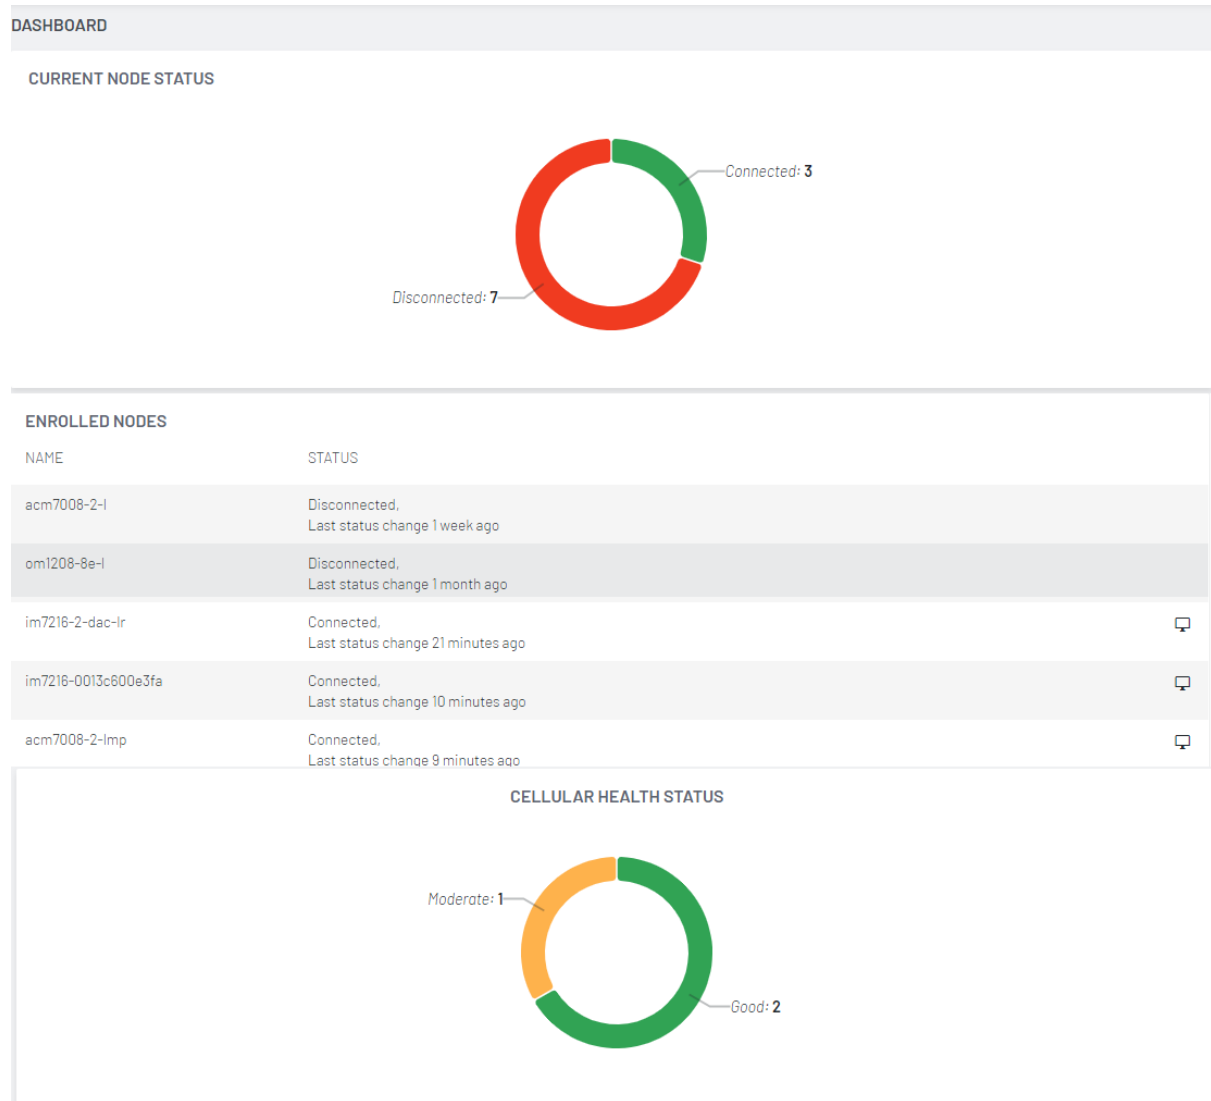 DASHBOARD
CURRENT NODE STATUS
Connected: 3
Disconnected: 7
ENROLLED NODES
NAME STATUS
acm7008-2-l Disconnected,
Last status change 1 week ago
om1208-8e-l Disconnected,
Last status change 1 month ago
im7216-2-dac-lr Connected,
Last status change 21 minutes ago
im7216-0013c600e3fa Connected,
Last status change 10 minutes ago
acm7008-2-lmp Connected,
Last status change 9 minutes ago
CELLULAR HEALTH STATUS
Moderate: 1
Good: 2